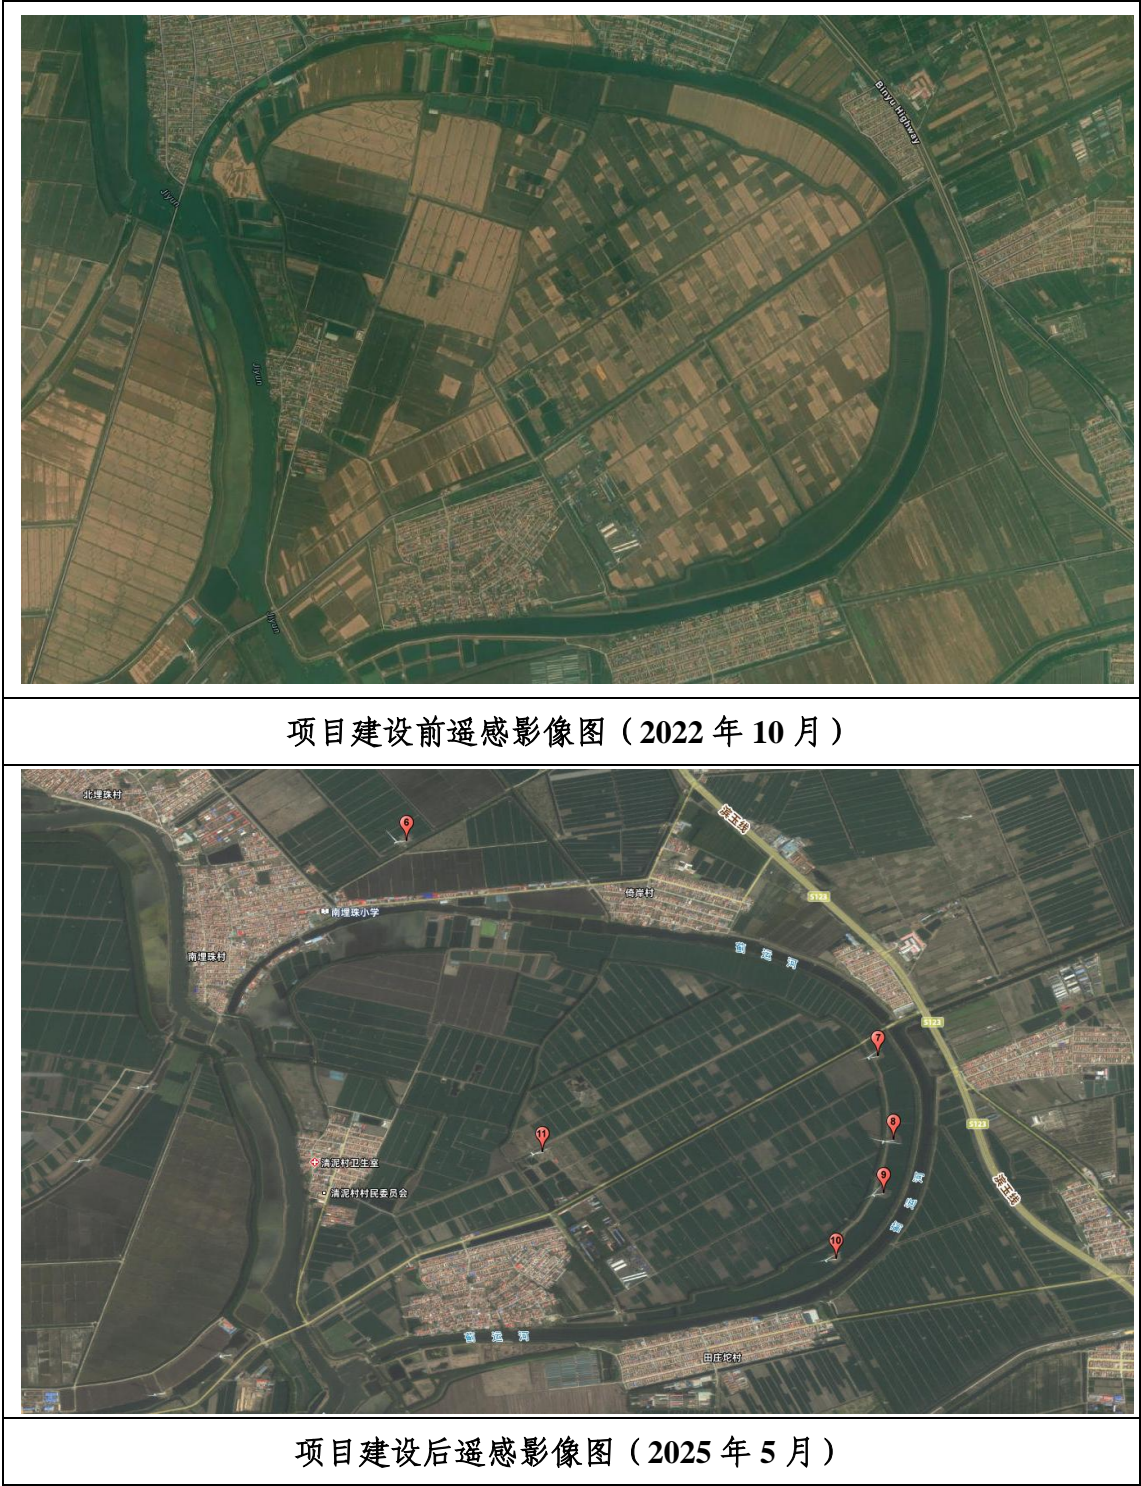 Binyu Highway
Jiyun
Jiyun
Jiyun
项目建设前遥感影像图（2022 年 10 月）
北埋珠村
6
滨玉线
S123
倚岸村
南埋珠小学
南埋珠村
蓟 运 河
S123
7
8
11
S123
清泥村卫生室
9
清泥村村民委员会
滨玉线
蓟 运 河
10
蓟 运 河
田庄坨村
项目建设后遥感影像图（2025 年 5 月）